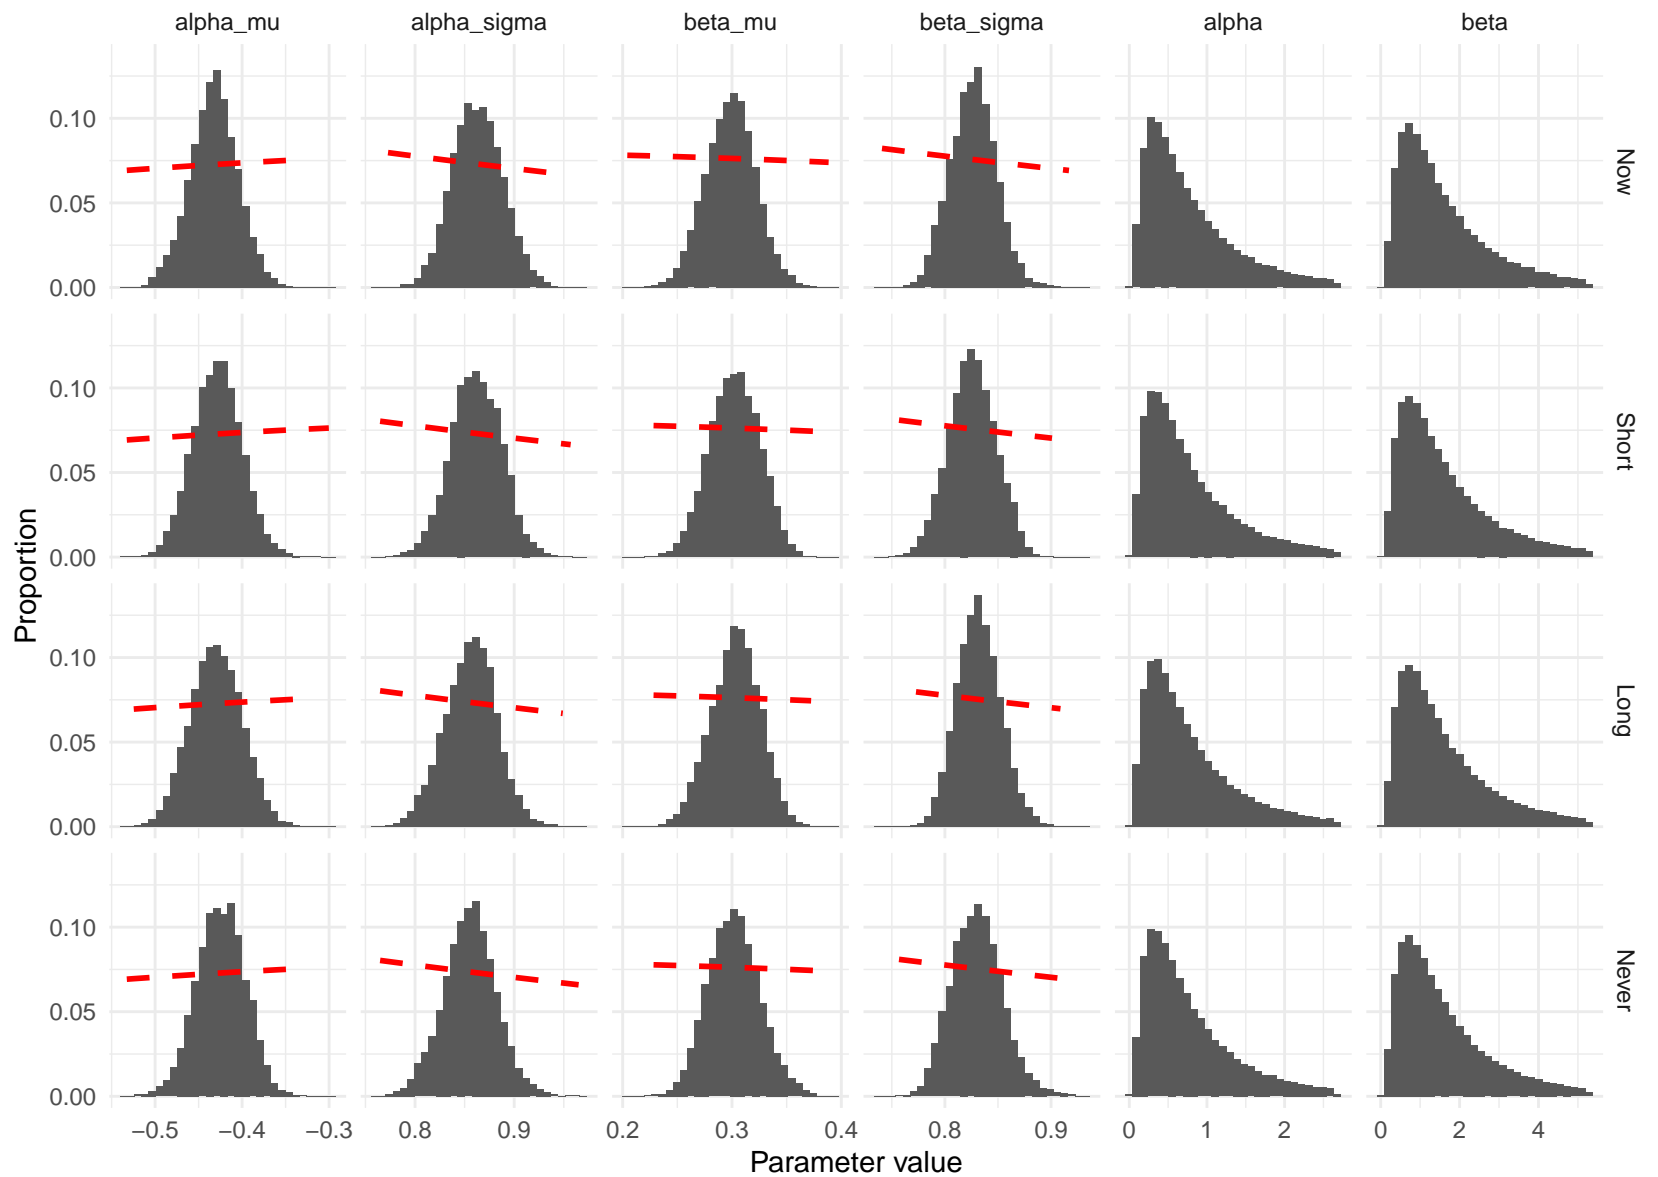 alpha_mu alpha_sigma beta_mu beta_sigma alpha beta
0.10
0.05
0.00
Now
0.10
0.05
0.00
Short
0.10
0.05
0.00
Long
0.10
0.05
0.00
Never
Proportion
−0.5 −0.4 −0.3 0.8 0.9 0.2 0.3 0.4 0.8 0.9 0 1 2 0 2 4
Parameter value